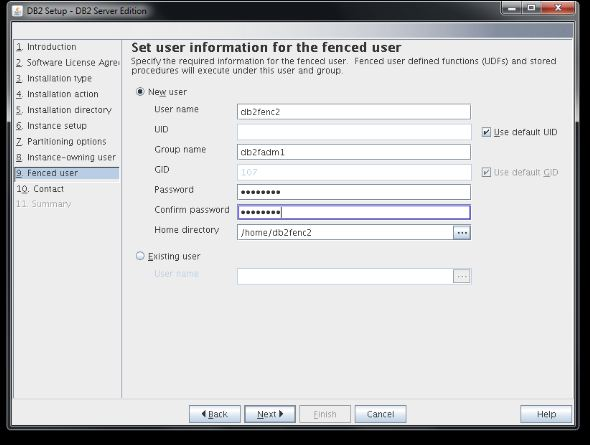 DB2 Setup - DB2 Server Edition
1. Introduction
2. Software License Agree
3. Installation type
4. Installation action
5. Installation directory
6. Instance setup
7. Partitioning options
8. Instance-owning user
9. Fenced user
10. Contact
11. Summary
Set user information for the fenced user
Specify the required information for the fenced user. Fenced user defined functions (UDFs) and stored
procedures will execute under this user and group.
New user
User name db2fenc2
UID Use default UID
Group name db2fadm1
GID 107 Use default GID
Password ●●●●●●●●
Confirm password ●●●●●●●●
Home directory /home/db2fenc2 ...
Existing user
User name ...
Back Next Finish Cancel Help